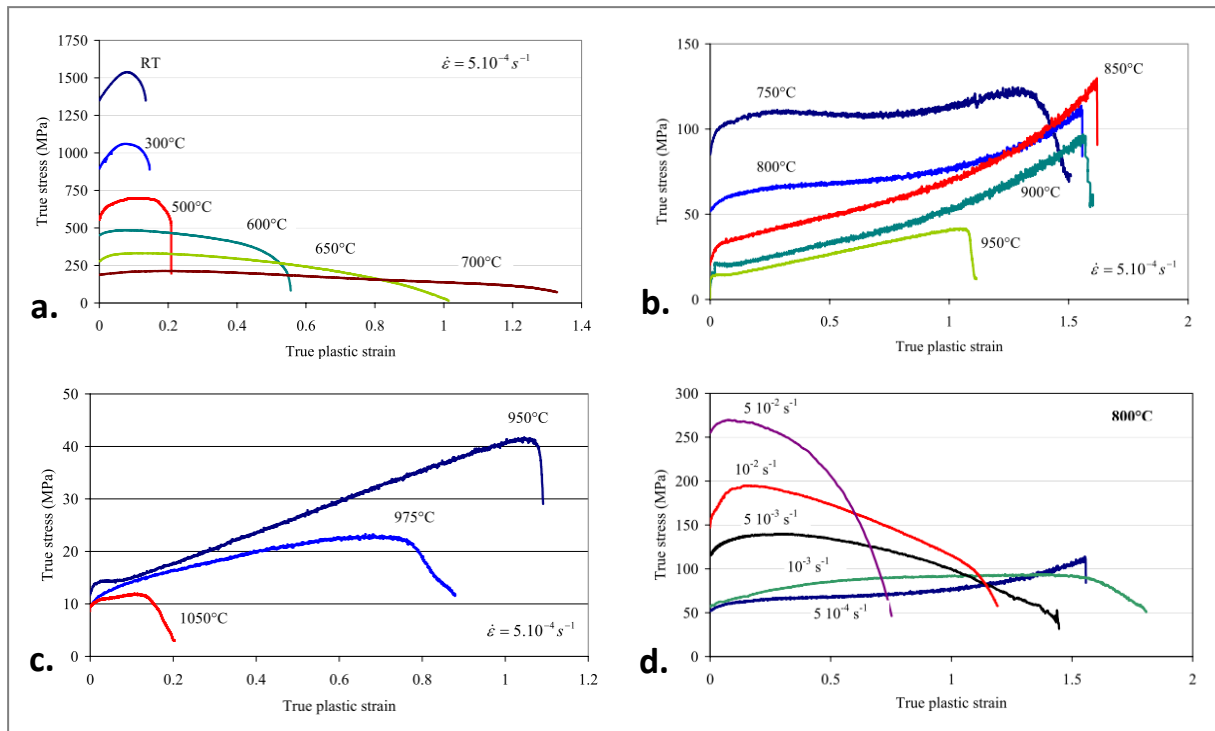 1750
1500
1250
1000
750
500
250
0
True stress (MPa)
RT
ε̇ = 5.10⁻⁴ s⁻¹
300°C
500°C
600°C
650°C
700°C
0 0.2 0.4 0.6 0.8 1 1.2 1.4
True plastic strain
a.
150
100
50
0
True stress (MPa)
850°C
750°C
800°C
900°C
950°C
ε̇ = 5.10⁻⁴ s⁻¹
0 0.5 1 1.5 2
True plastic strain
b.
50
40
30
20
10
0
True stress (MPa)
950°C
975°C
1050°C
ε̇ = 5.10⁻⁴ s⁻¹
0 0.2 0.4 0.6 0.8 1 1.2
True plastic strain
c.
300
250
200
150
100
50
0
True stress (MPa)
5 10⁻² s⁻¹
800°C
10⁻² s⁻¹
5 10⁻³ s⁻¹
10⁻³ s⁻¹
5 10⁻⁴ s⁻¹
0 0.5 1 1.5 2
True plastic strain
d.